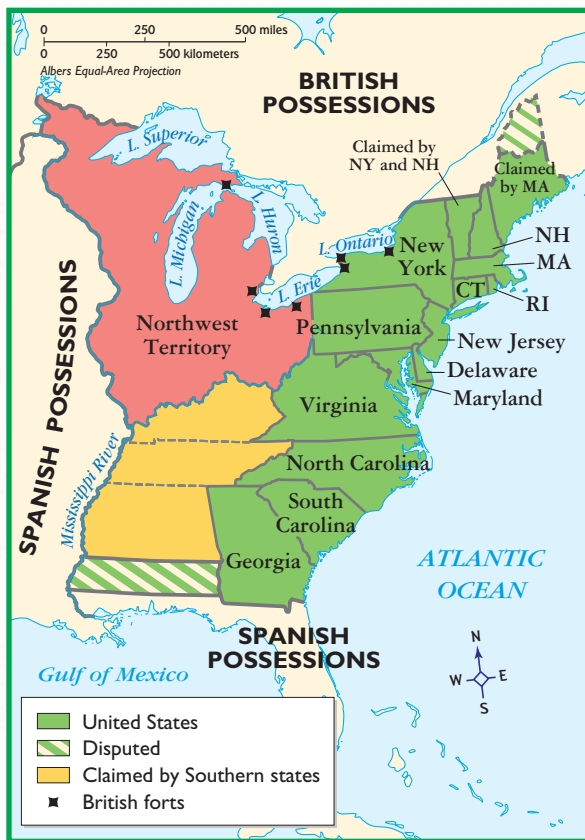 0 250 500 miles
0 250 500 kilometers
Albers Equal-Area Projection
BRITISH
POSSESSIONS
L. Superior
Claimed by
NY and NH
Claimed
by MA
L. Michigan
L. Huron
L. Ontario
L. Erie
New
York
NH
MA
CT
RI
Northwest
Territory
Pennsylvania
New Jersey
Delaware
Maryland
Virginia
SPANISH POSSESSIONS
Mississippi River
North Carolina
South
Carolina
Georgia
ATLANTIC
OCEAN
SPANISH
POSSESSIONS
Gulf of Mexico
N
W E
S
United States
Disputed
Claimed by Southern states
British forts